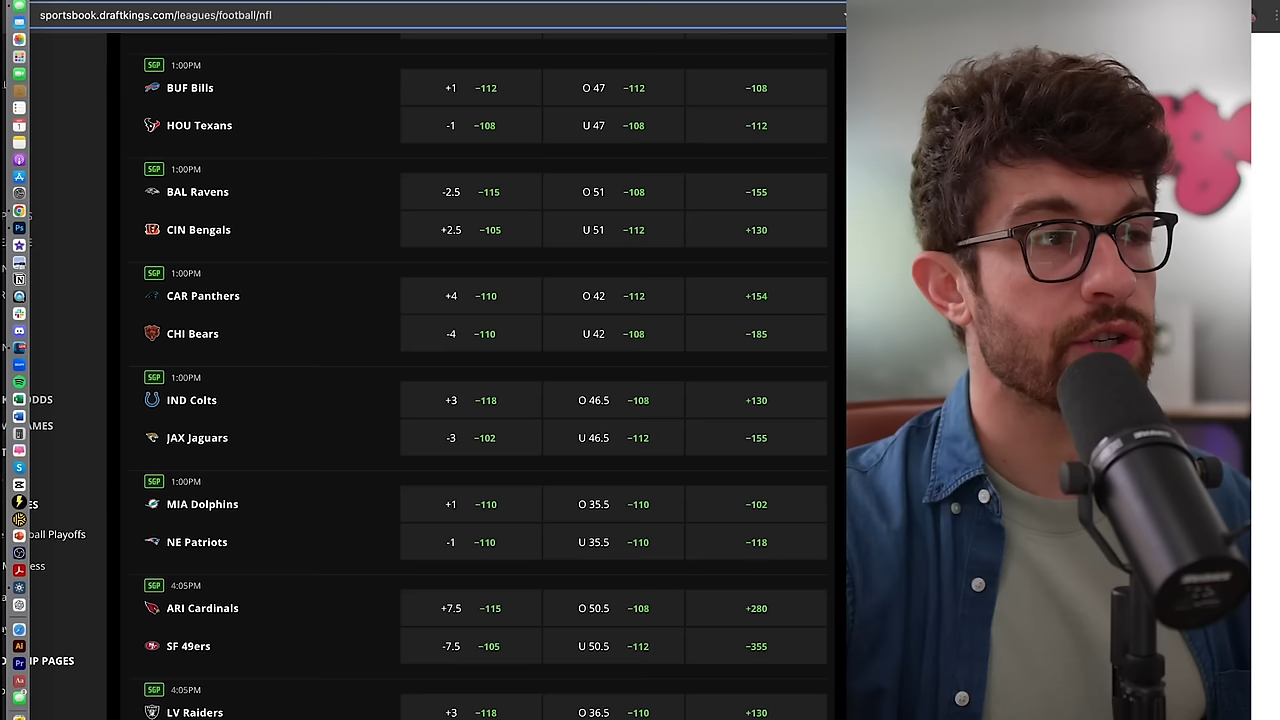 sportsbook.draftkings.com/leagues/football/nfl
SGP 1:00PM
BUF Bills +1 −112 O 47 −112 −108
HOU Texans -1 −108 U 47 −108 −112
SGP 1:00PM
BAL Ravens -2.5 −115 O 51 −108 −155
CIN Bengals +2.5 −105 U 51 −112 +130
SGP 1:00PM
CAR Panthers +4 −110 O 42 −112 +154
CHI Bears -4 −110 U 42 −108 −185
SGP 1:00PM
IND Colts +3 −118 O 46.5 −108 +130
JAX Jaguars -3 −102 U 46.5 −112 −155
SGP 1:00PM
MIA Dolphins +1 −110 O 35.5 −110 −102
NE Patriots -1 −110 U 35.5 −110 −118
SGP 4:05PM
ARI Cardinals +7.5 −115 O 50.5 −108 +280
SF 49ers -7.5 −105 U 50.5 −112 −355
SGP 4:05PM
LV Raiders +3 −118 O 36.5 −110 +130
ODDS
AMES
ES
ball Playoffs
ess
IP PAGES